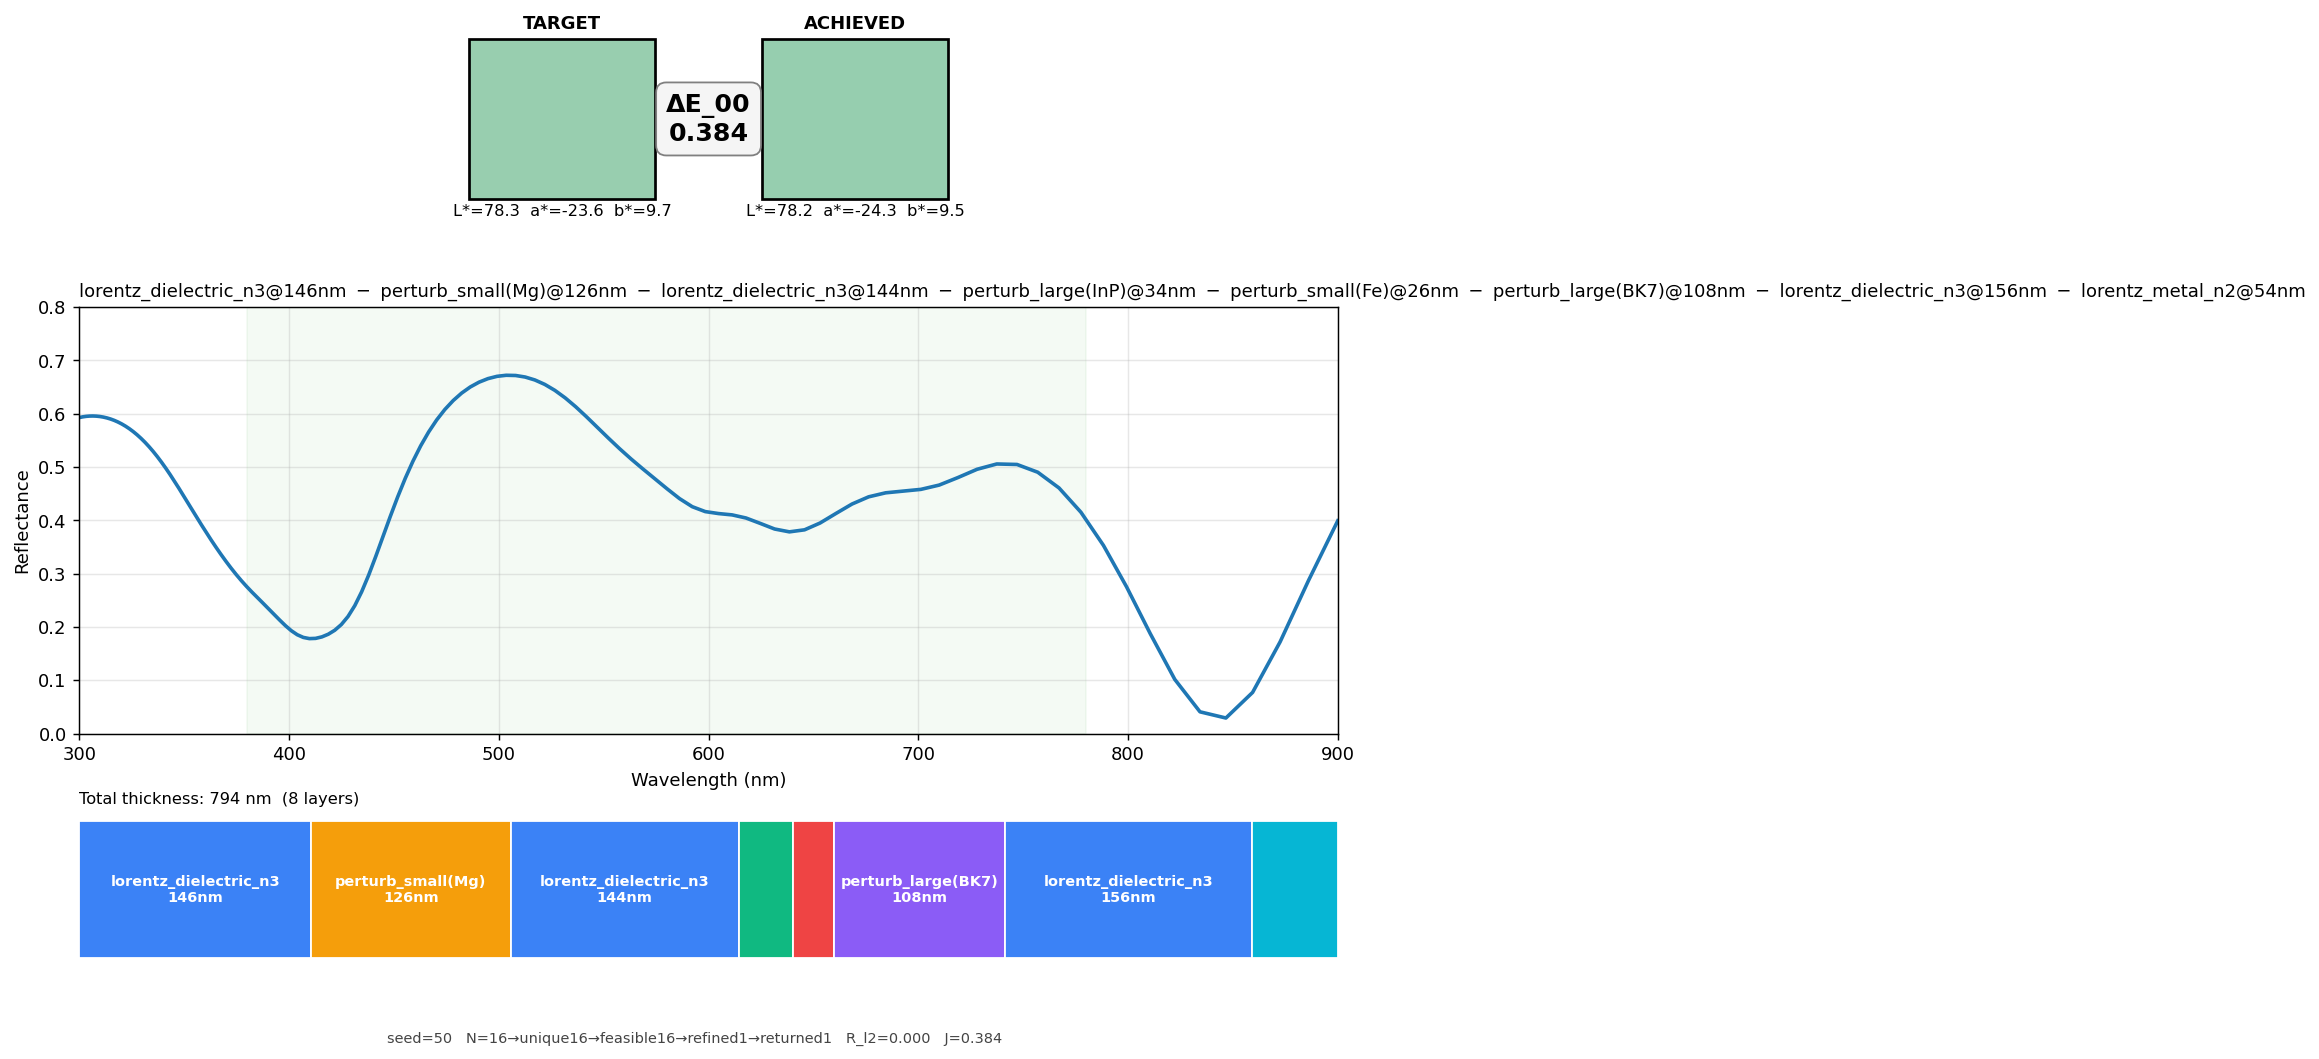 TARGET
ACHIEVED
ΔE_00
0.384
L*=78.3  a*=-23.6  b*=9.7
L*=78.2  a*=-24.3  b*=9.5
lorentz_dielectric_n3@146nm − perturb_small(Mg)@126nm − lorentz_dielectric_n3@144nm − perturb_large(InP)@34nm − perturb_small(Fe)@26nm − perturb_large(BK7)@108nm − lorentz_dielectric_n3@156nm − lorentz_metal_n2@54nm
0.8
0.7
0.6
0.5
0.4
0.3
0.2
0.1
0.0
Reflectance
300 400 500 600 700 800 900
Wavelength (nm)
Total thickness: 794 nm  (8 layers)
lorentz_dielectric_n3
146nm
perturb_small(Mg)
126nm
lorentz_dielectric_n3
144nm
perturb_large(BK7)
108nm
lorentz_dielectric_n3
156nm
seed=50   N=16→unique16→feasible16→refined1→returned1   R_l2=0.000   J=0.384